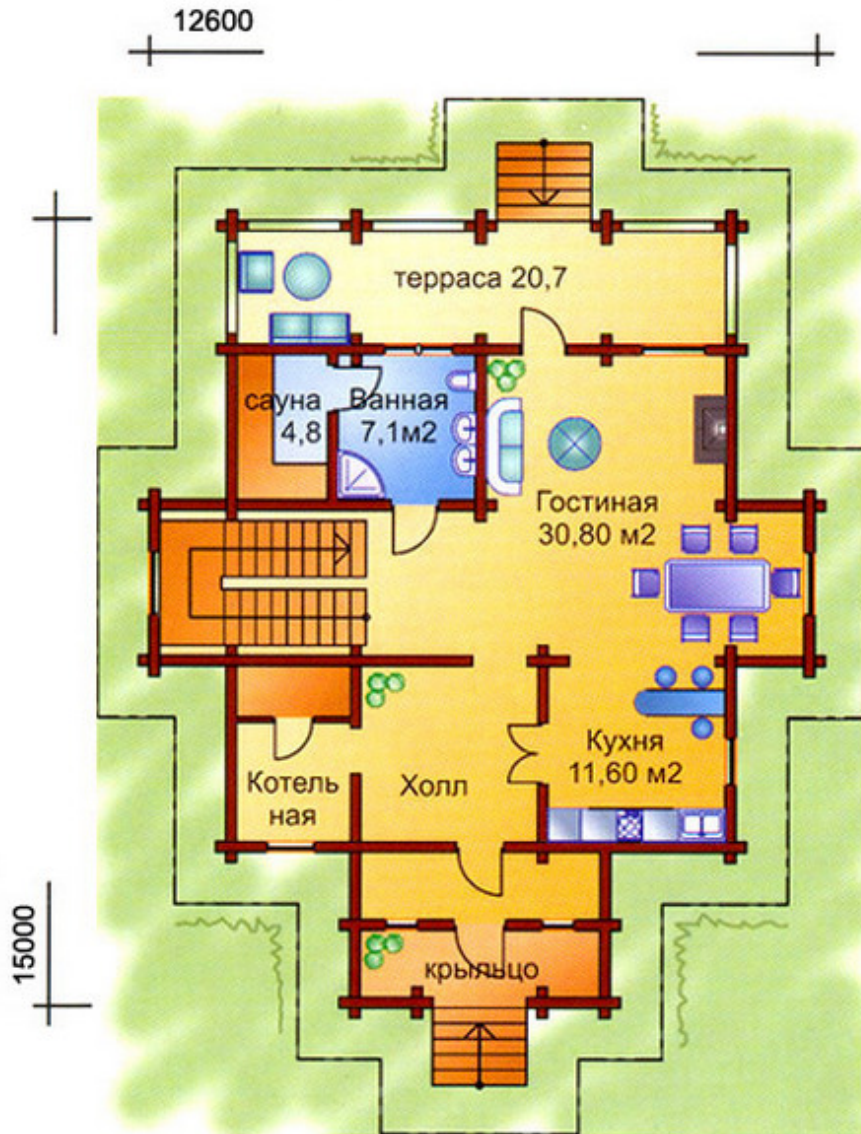 12600
терраса 20,7
сауна
4,8
Ванная
7,1м2
Гостиная
30,80 м2
Кухня
11,60 м2
Котель
ная
Холл
15000
крыльцо